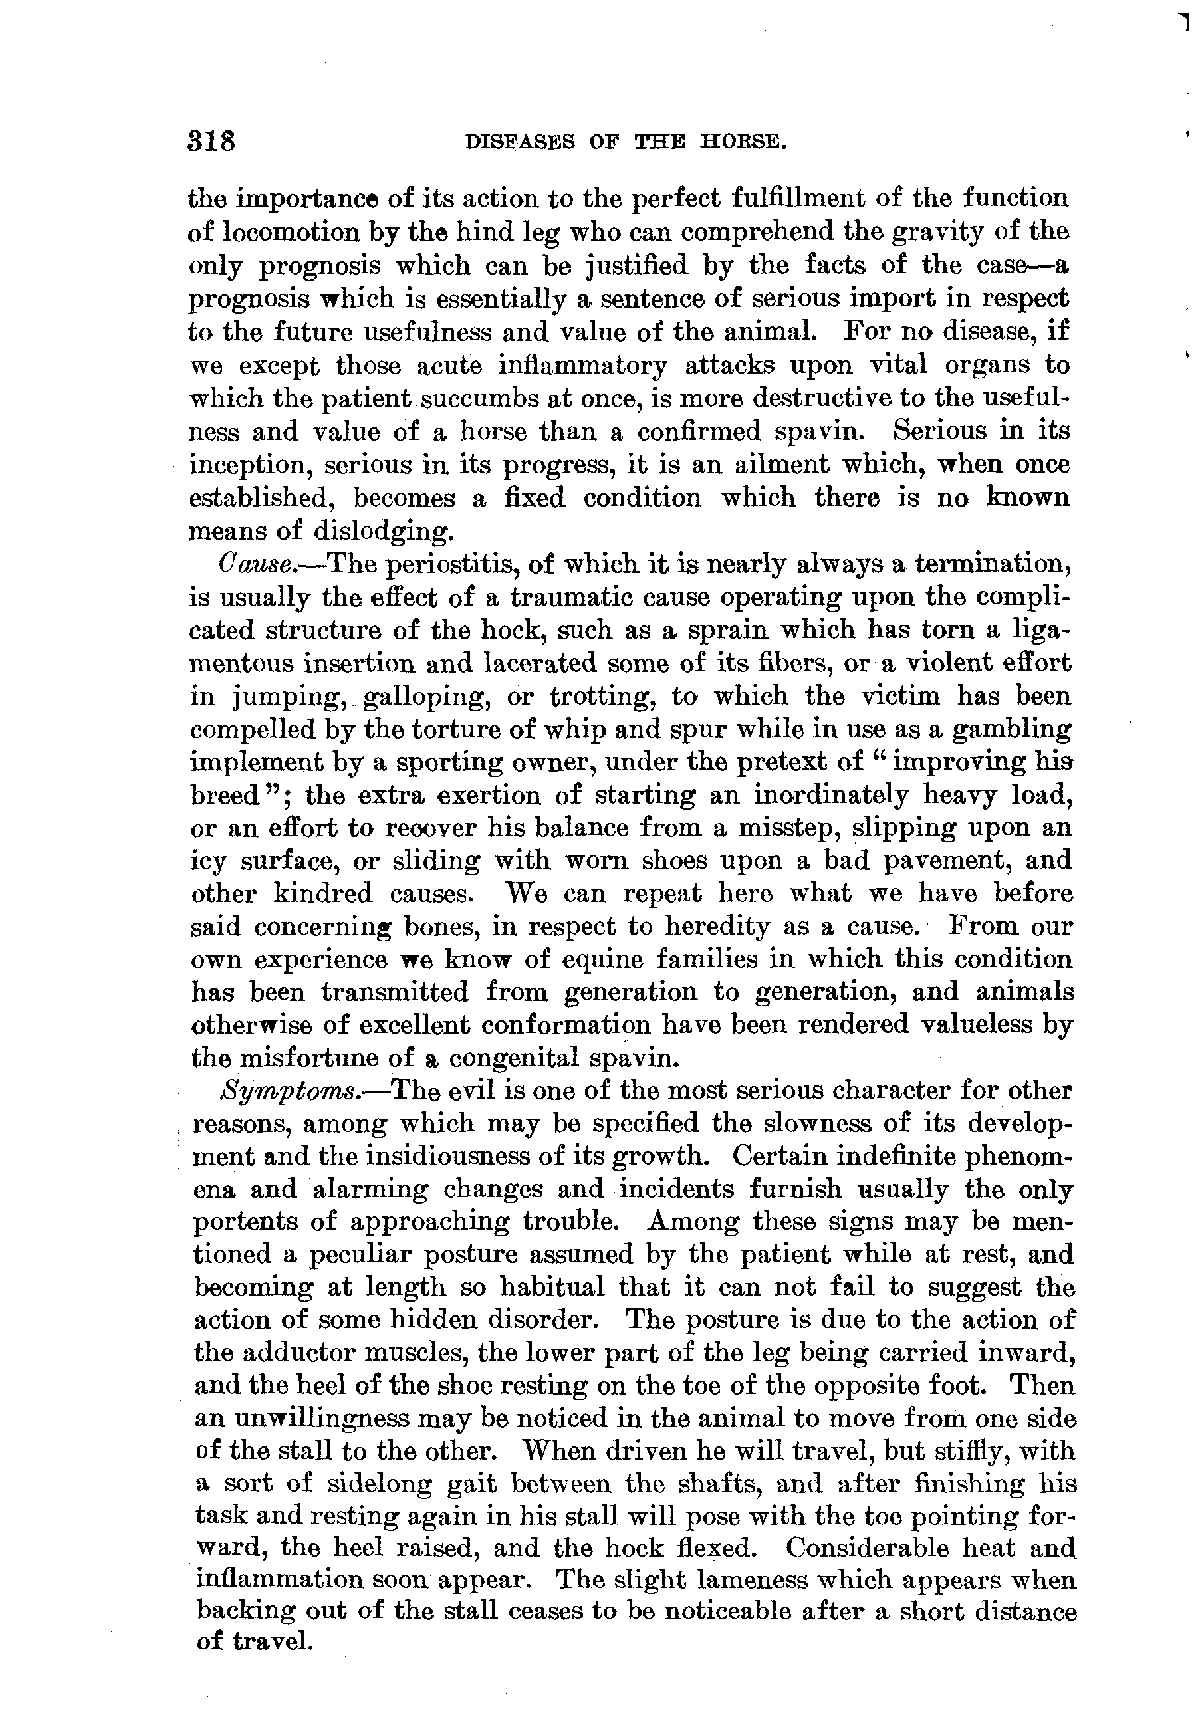 318 DISEASES OF THE HORSE.
the importance of its action to the perfect fulfillment of the function
of locomotion by the hind leg who can comprehend the gravity of the
only prognosis which can be justified by the facts of the case—a
prognosis which is essentially a sentence of serious import in respect
to the future usefulness and value of the animal. For no disease, if
we except those acute inflammatory attacks upon vital organs to
which the patient succumbs at once, is more destructive to the useful-
ness and value of a horse than a confirmed spavin. Serious in its
inception, serious in its progress, it is an ailment which, when once
established, becomes a fixed condition which there is no known
means of dislodging.
Cause.—The periostitis, of which it is nearly always a termination,
is usually the effect of a traumatic cause operating upon the compli-
cated structure of the hock, such as a sprain which has torn a liga-
mentous insertion and lacerated some of its fibers, or a violent effort
in jumping, galloping, or trotting, to which the victim has been
compelled by the torture of whip and spur while in use as a gambling
implement by a sporting owner, under the pretext of “improving his
breed”; the extra exertion of starting an inordinately heavy load,
or an effort to recover his balance from a misstep, slipping upon an
icy surface, or sliding with worn shoes upon a bad pavement, and
other kindred causes. We can repeat here what we have before
said concerning bones, in respect to heredity as a cause. From our
own experience we know of equine families in which this condition
has been transmitted from generation to generation, and animals
otherwise of excellent conformation have been rendered valueless by
the misfortune of a congenital spavin.
Symptoms.—The evil is one of the most serious character for other
reasons, among which may be specified the slowness of its develop-
ment and the insidiousness of its growth. Certain indefinite phenom-
ena and alarming changes and incidents furnish usually the only
portents of approaching trouble. Among these signs may be men-
tioned a peculiar posture assumed by the patient while at rest, and
becoming at length so habitual that it can not fail to suggest the
action of some hidden disorder. The posture is due to the action of
the adductor muscles, the lower part of the leg being carried inward,
and the heel of the shoe resting on the toe of the opposite foot. Then
an unwillingness may be noticed in the animal to move from one side
of the stall to the other. When driven he will travel, but stiffly, with
a sort of sidelong gait between the shafts, and after finishing his
task and resting again in his stall will pose with the toe pointing for-
ward, the heel raised, and the hock flexed. Considerable heat and
inflammation soon appear. The slight lameness which appears when
backing out of the stall ceases to be noticeable after a short distance
of travel.